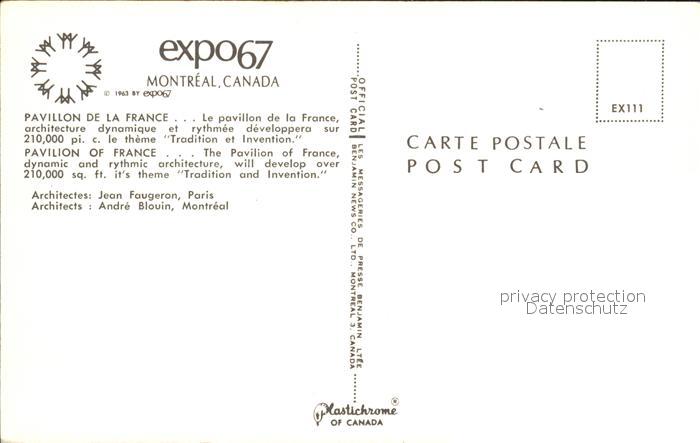 expo67
MONTRÉAL, CANADA
© 1963 BY expo67
PAVILLON DE LA FRANCE . . . Le pavillon de la France,
architecture dynamique et rythmée développera sur
210,000 pi. c. le thème "Tradition et Invention."
PAVILION OF FRANCE . . . The Pavilion of France,
dynamic and rythmic architecture, will develop over
210,000 sq. ft. it's theme "Tradition and Invention."
Architectes: Jean Faugeron, Paris
Architects : André Blouin, Montréal
OFFICIAL
POST CARD
LES MESSAGERIES DE PRESSE BENJAMIN LTÉE
BENJAMIN NEWS CO. LTD., MONTREAL 3, CANADA
EX111
CARTE POSTALE
POST CARD
privacy protection
Datenschutz
Plastichrome ®
OF CANADA